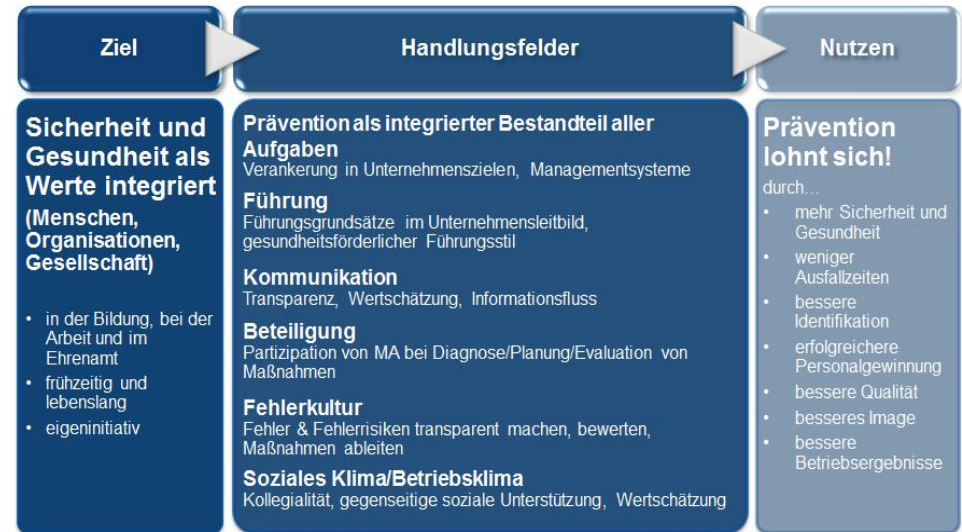 Ziel
Handlungsfelder
Nutzen
Sicherheit und
Gesundheit als
Werte integriert
(Menschen,
Organisationen,
Gesellschaft)
• in der Bildung, bei der
Arbeit und im
Ehrenamt
• frühzeitig und
lebenslang
• eigeninitiativ
Prävention als integrierter Bestandteil aller
Aufgaben
Verankerung in Unternehmenszielen, Managementsysteme
Führung
Führungsgrundsätze im Unternehmensleitbild,
gesundheitsförderlicher Führungsstil
Kommunikation
Transparenz, Wertschätzung, Informationsfluss
Beteiligung
Partizipation von MA bei Diagnose/Planung/Evaluation von
Maßnahmen
Fehlerkultur
Fehler & Fehlerrisiken transparent machen, bewerten,
Maßnahmen ableiten
Soziales Klima/Betriebsklima
Kollegialität, gegenseitige soziale Unterstützung, Wertschätzung
Prävention
lohnt sich!
durch...
• mehr Sicherheit und
Gesundheit
• weniger
Ausfallzeiten
• bessere
Identifikation
• erfolgreichere
Personalgewinnung
• bessere Qualität
• besseres Image
• bessere
Betriebsergebnisse